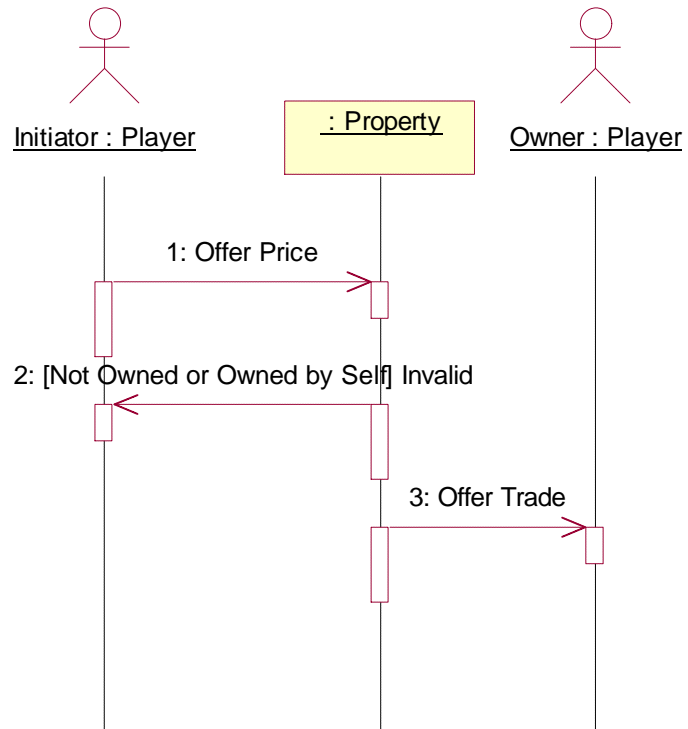 Initiator : Player
: Property
Owner : Player
1: Offer Price
2: [Not Owned or Owned by Self] Invalid
3: Offer Trade